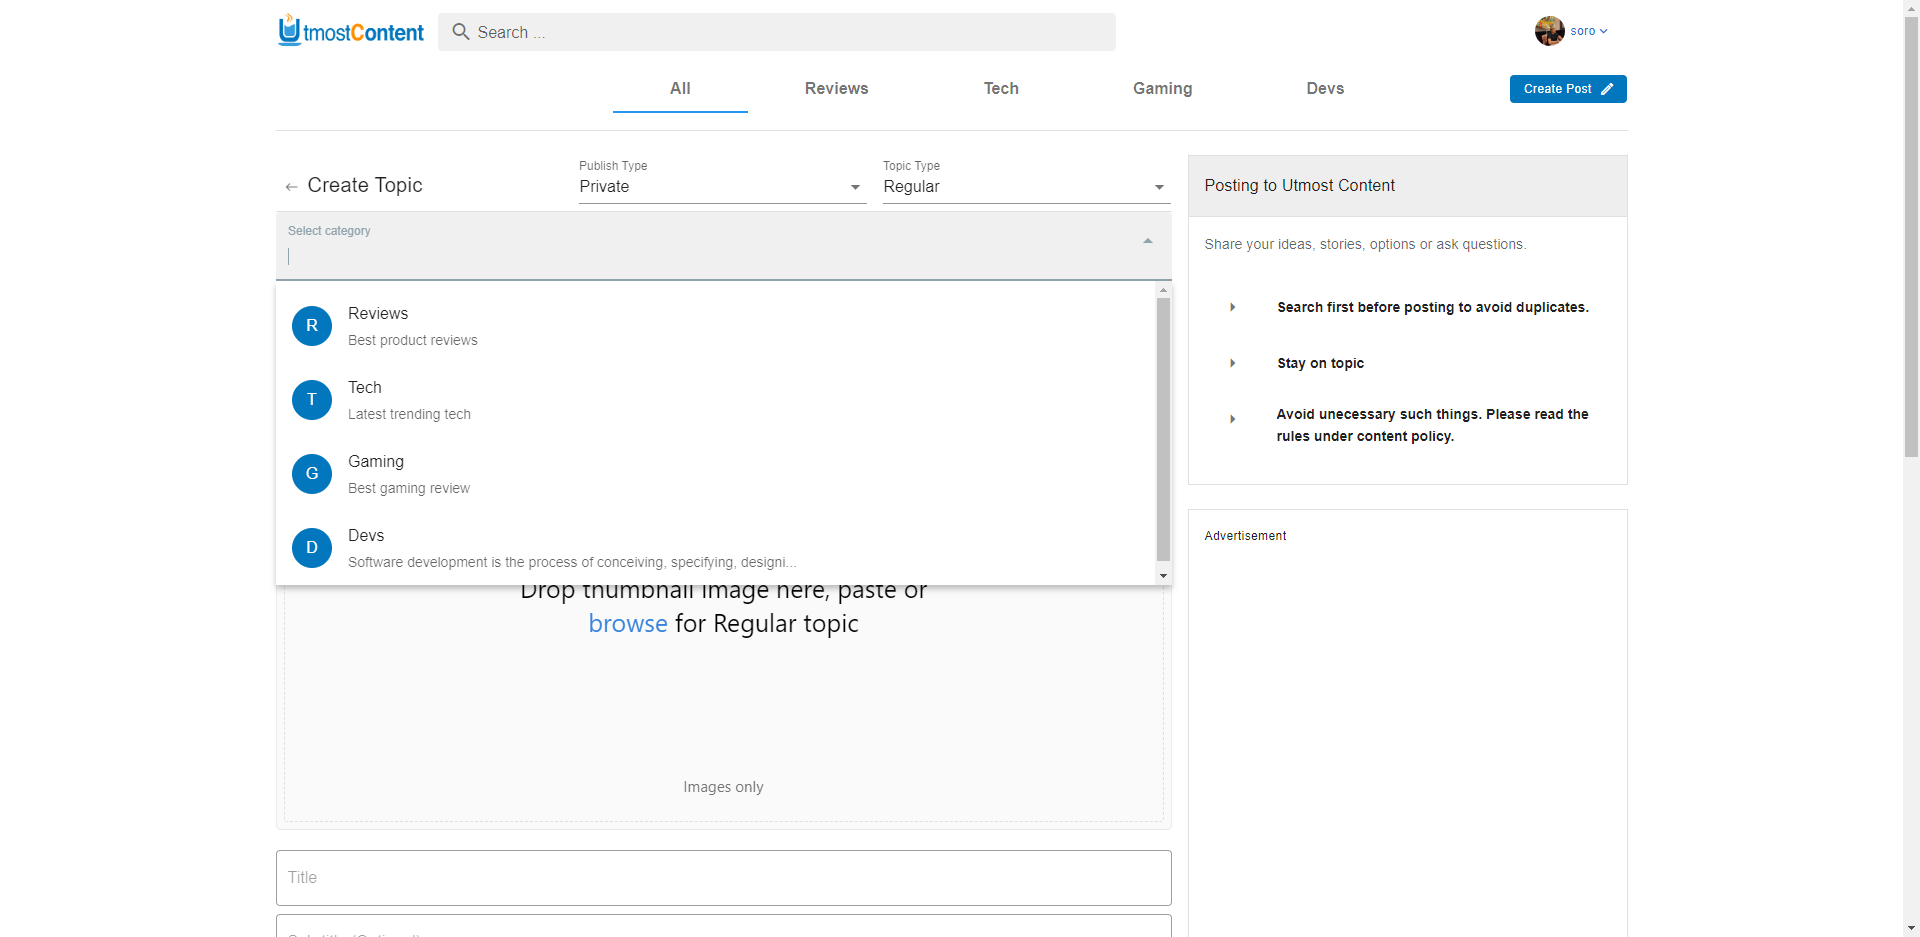 UtmostContent
Search ...
soro
All
Reviews
Tech
Gaming
Devs
Create Post
Create Topic
Publish Type
Private
Topic Type
Regular
Select category
R
Reviews
Best product reviews
T
Tech
Latest trending tech
G
Gaming
Best gaming review
D
Devs
Software development is the process of conceiving, specifying, designi...
Drop thumbnail image here, paste or
browse for Regular topic
Images only
Title
Posting to Utmost Content
Share your ideas, stories, options or ask questions.
Search first before posting to avoid duplicates.
Stay on topic
Avoid unecessary such things. Please read the
rules under content policy.
Advertisement